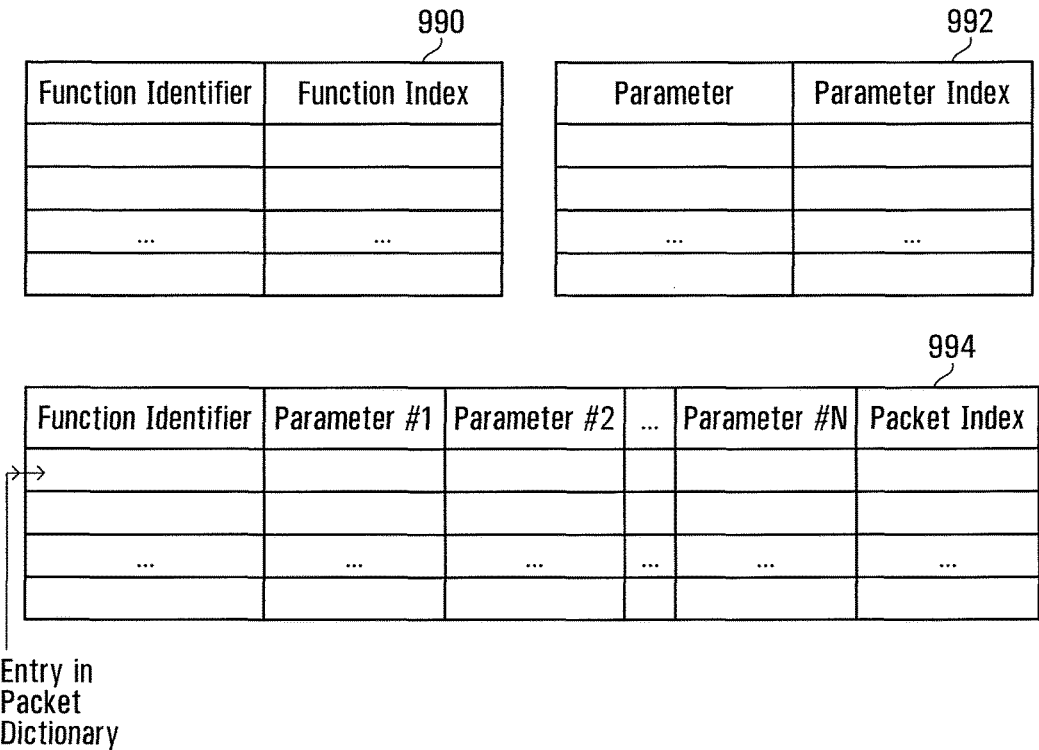 990
992
Function Identifier Function Index
Parameter Parameter Index
... ...
... ...
994
Function Identifier Parameter #1 Parameter #2 ... Parameter #N Packet Index
... ... ... ... ... ...
Entry in
Packet
Dictionary